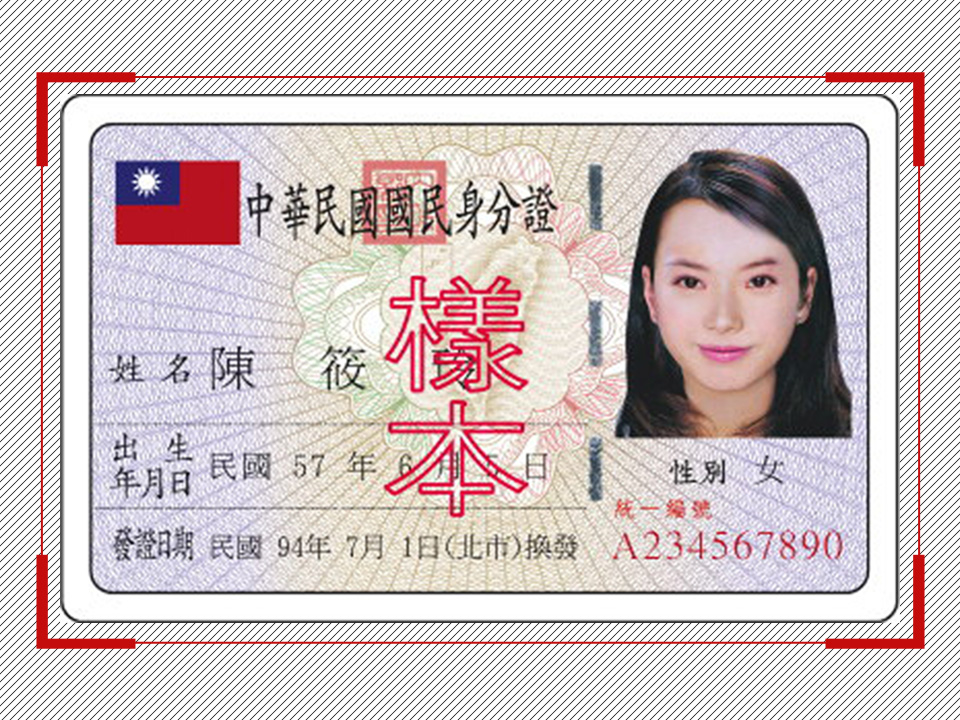 中華民國國民身分證
樣本
姓名 陳 筱 玲
出生年月日 民國 57 年 6 月 5 日
發證日期 民國 94年 7月 1日(北市)換發
性別 女
統一編號
A234567890